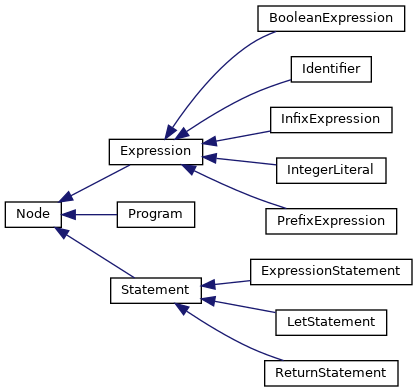 BooleanExpression
Identifier
InfixExpression
Expression
IntegerLiteral
Node
Program
PrefixExpression
ExpressionStatement
Statement
LetStatement
ReturnStatement